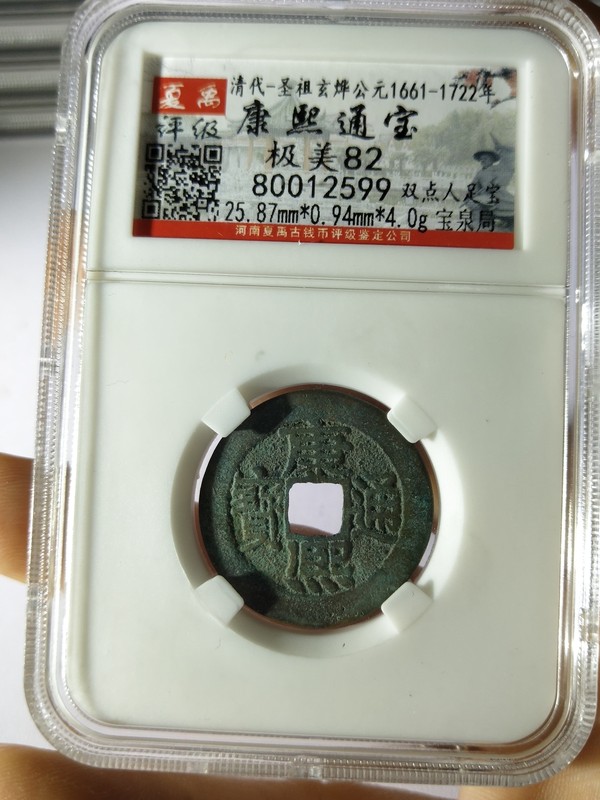 夏禹
评级
清代-圣祖玄烨公元1661-1722年
康熙通宝
极美82
80012599 双点人足宝
25.87mm*0.94mm*4.0g 宝泉局
河南夏禹古钱币评级鉴定公司
康熙通寶